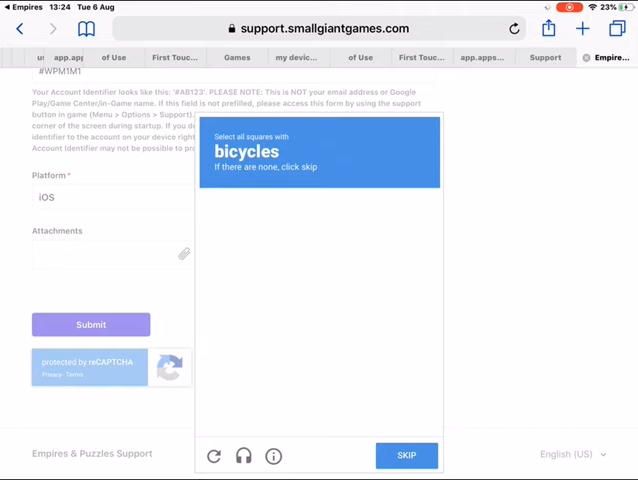 Empires 13:24 Tue 6 Aug 23%
support.smallgiantgames.com
app.app of Use First Touc... Games my devic... of Use First Touc... app.apps... Support Empire...
#WPM1M1
Your Account Identifier looks like this: '#AB123'. PLEASE NOTE: This is NOT your email address or Google
Play/Game Center/in-Game name. If this field is not prefilled, please access this form by using the support
button in game (Menu > Options > Support).
corner of the screen during startup. If you do
identifier to the account on your device right
Account Identifier may not be possible to pro
Select all squares with
bicycles
If there are none, click skip
Platform *
iOS
Attachments
Submit
protected by reCAPTCHA
Privacy - Terms
SKIP
Empires & Puzzles Support
English (US)